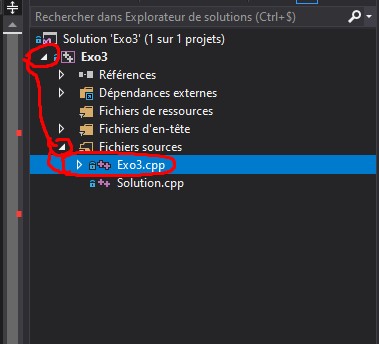 Rechercher dans Explorateur de solutions (Ctrl+$)
Solution 'Exo3' (1 sur 1 projets)
Exo3
Références
Dépendances externes
Fichiers de ressources
Fichiers d'en-tête
Fichiers sources
Exo3.cpp
Solution.cpp